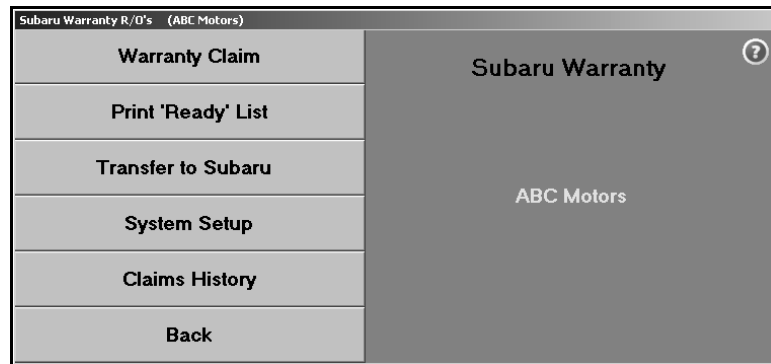 Subaru Warranty R/O's (ABC Motors)
Warranty Claim
Print 'Ready' List
Transfer to Subaru
System Setup
Claims History
Back
Subaru Warranty
?
ABC Motors